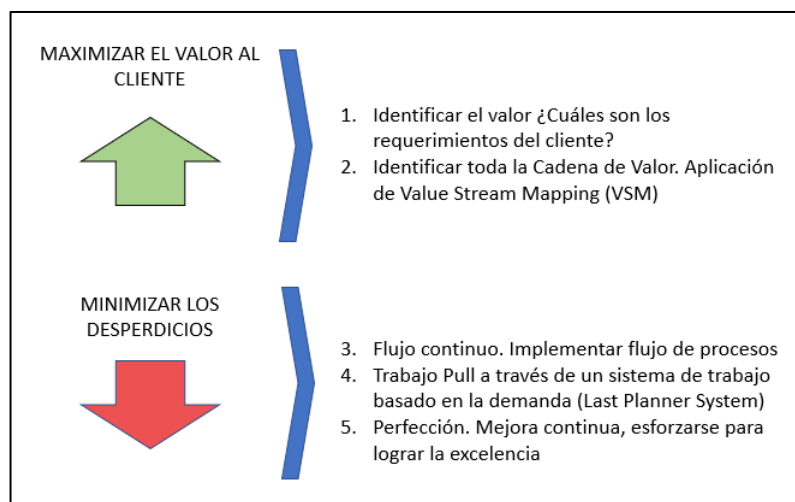 MAXIMIZAR EL VALOR AL
CLIENTE
1. Identificar el valor ¿Cuáles son los
requerimientos del cliente?
2. Identificar toda la Cadena de Valor. Aplicación
de Value Stream Mapping (VSM)
MINIMIZAR LOS
DESPERDICIOS
3. Flujo continuo. Implementar flujo de procesos
4. Trabajo Pull a través de un sistema de trabajo
basado en la demanda (Last Planner System)
5. Perfección. Mejora continua, esforzarse para
lograr la excelencia